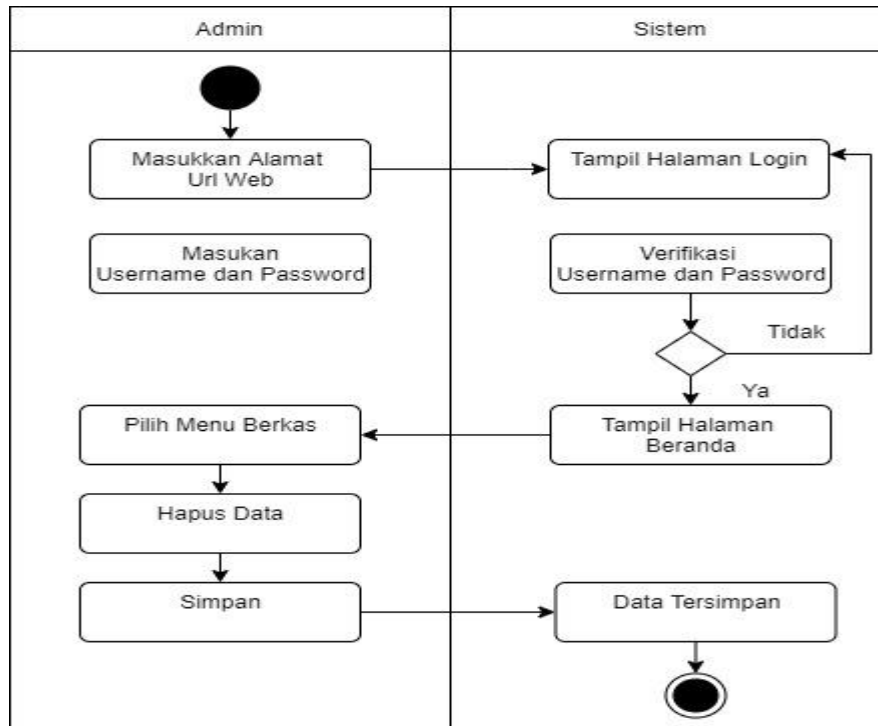 Admin
Sistem
Masukkan Alamat
Url Web
Tampil Halaman Login
Masukan
Username dan Password
Verifikasi
Username dan Password
Tidak
Ya
Pilih Menu Berkas
Tampil Halaman
Beranda
Hapus Data
Simpan
Data Tersimpan